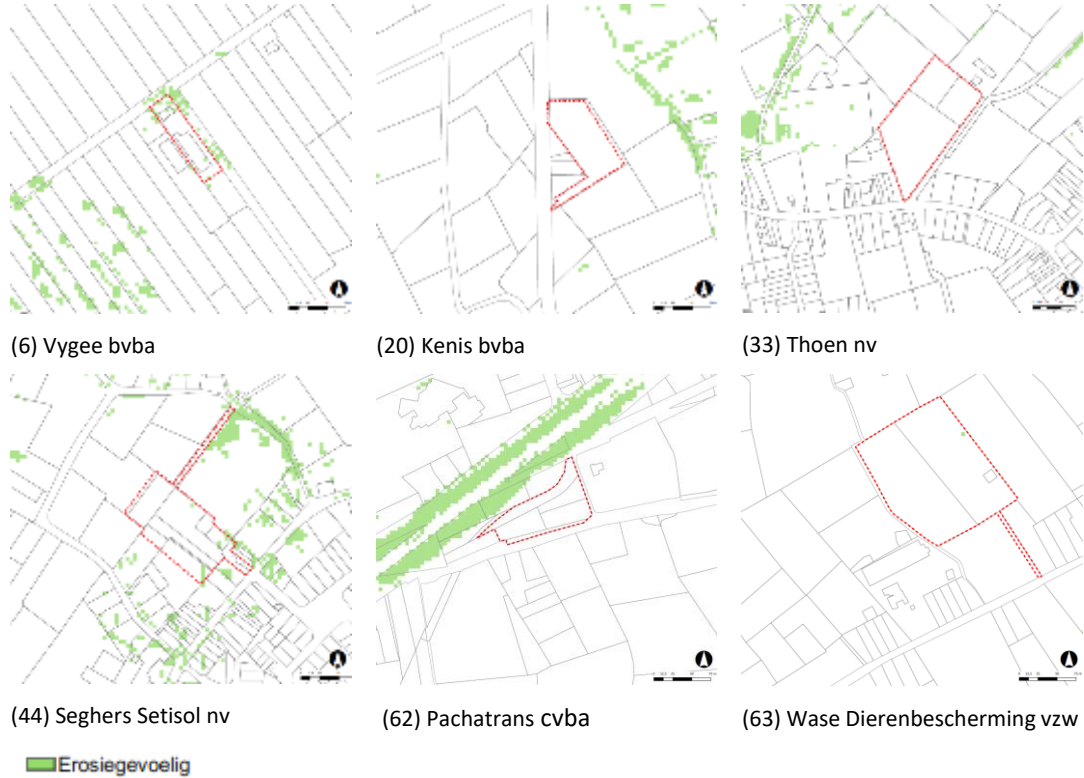 (6) Vygee bvba
(20) Kenis bvba
(33) Thoen nv
(44) Seghers Setisol nv
(62) Pachatrans cvba
(63) Wase Dierenbescherming vzw
Erosiegevoelig